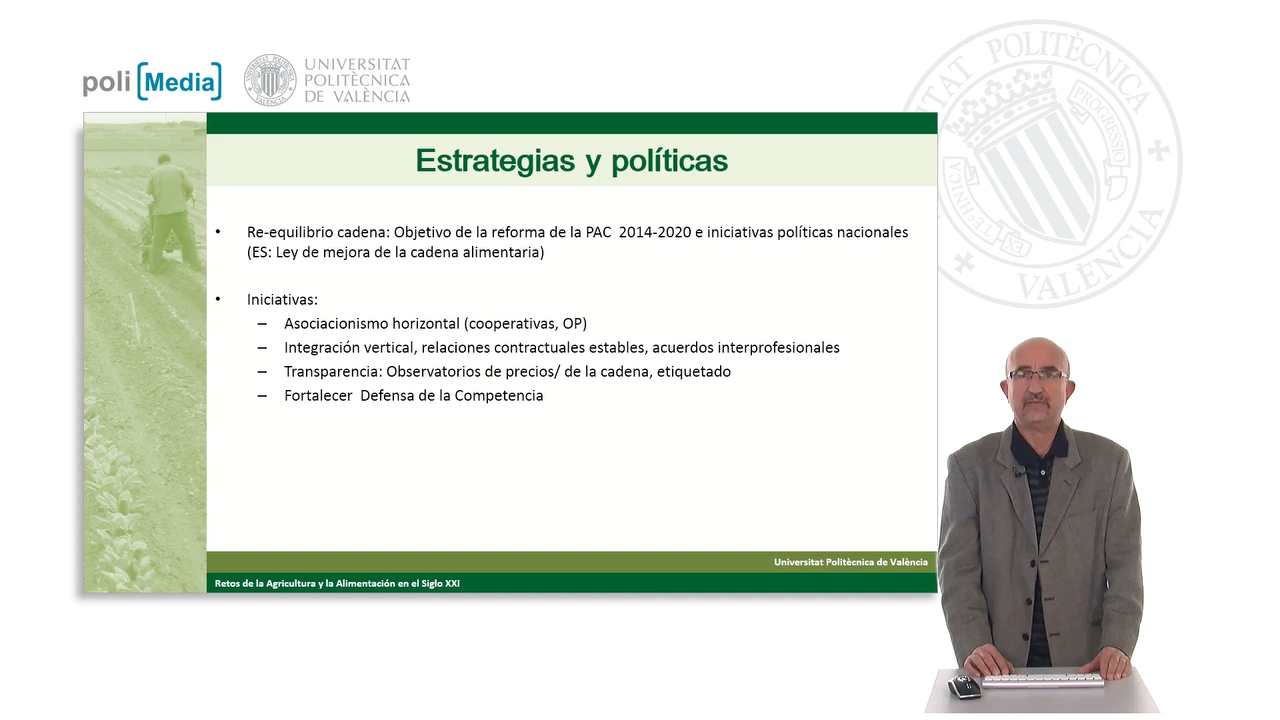 poli [Media]
UNIVERSITAT
POLITÈCNICA
DE VALÈNCIA
Estrategias y políticas
• Re-equilibrio cadena: Objetivo de la reforma de la PAC 2014-2020 e iniciativas políticas nacionales
(ES: Ley de mejora de la cadena alimentaria)
• Iniciativas:
– Asociacionismo horizontal (cooperativas, OP)
– Integración vertical, relaciones contractuales estables, acuerdos interprofesionales
– Transparencia: Observatorios de precios/ de la cadena, etiquetado
– Fortalecer Defensa de la Competencia
Universitat Politècnica de València
Retos de la Agricultura y la Alimentación en el Siglo XXI
POLITÈCNICA
VALÈNCIA
PROGRESSIO
EX TECHNICA